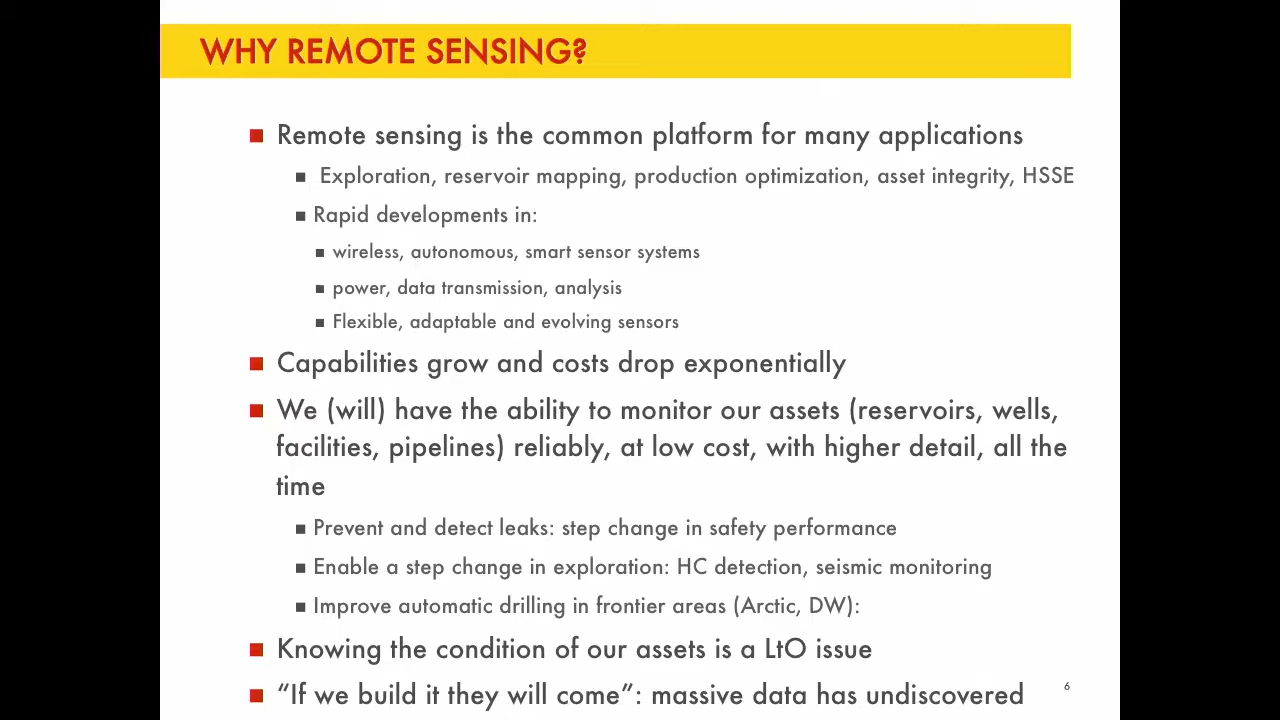 WHY REMOTE SENSING?
Remote sensing is the common platform for many applications
Exploration, reservoir mapping, production optimization, asset integrity, HSSE
Rapid developments in:
wireless, autonomous, smart sensor systems
power, data transmission, analysis
Flexible, adaptable and evolving sensors
Capabilities grow and costs drop exponentially
We (will) have the ability to monitor our assets (reservoirs, wells,
facilities, pipelines) reliably, at low cost, with higher detail, all the
time
Prevent and detect leaks: step change in safety performance
Enable a step change in exploration: HC detection, seismic monitoring
Improve automatic drilling in frontier areas (Arctic, DW):
Knowing the condition of our assets is a LtO issue
“If we build it they will come”: massive data has undiscovered
6